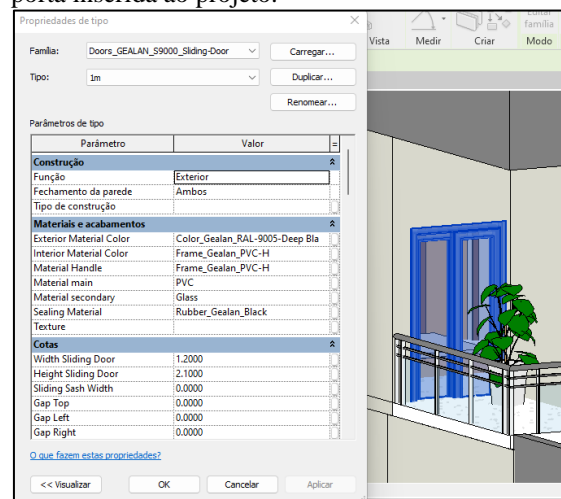 porta inserida ao projeto.
Propriedades de tipo
Família:
Doors_GEALAN_S9000_Sliding-Door
Carregar...
Tipo:
1m
Duplicar...
Renomear...
Parâmetros de tipo
Parâmetro Valor =
Construção
Função Exterior
Fechamento da parede Ambos
Tipo de construção
Materiais e acabamentos
Exterior Material Color Color_Gealan_RAL-9005-Deep Bla
Interior Material Color Frame_Gealan_PVC-H
Material Handle Frame_Gealan_PVC-H
Material main PVC
Material secondary Glass
Sealing Material Rubber_Gealan_Black
Texture
Cotas
Width Sliding Door 1.2000
Height Sliding Door 2.1000
Sliding Sash Width 0.0000
Gap Top 0.0000
Gap Left 0.0000
Gap Right 0.0000
O que fazem estas propriedades?
<< Visualizar OK Cancelar Aplicar
Editar
família
Vista Medir Criar Modo